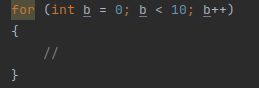 for (int b = 0; b < 10; b++)
{
    //
}